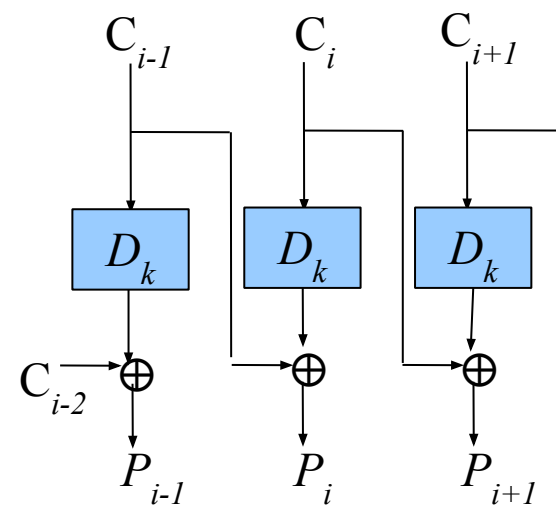 C_{i-1} C_i C_{i+1}
D_k D_k D_k
C_{i-2}
P_{i-1} P_i P_{i+1}